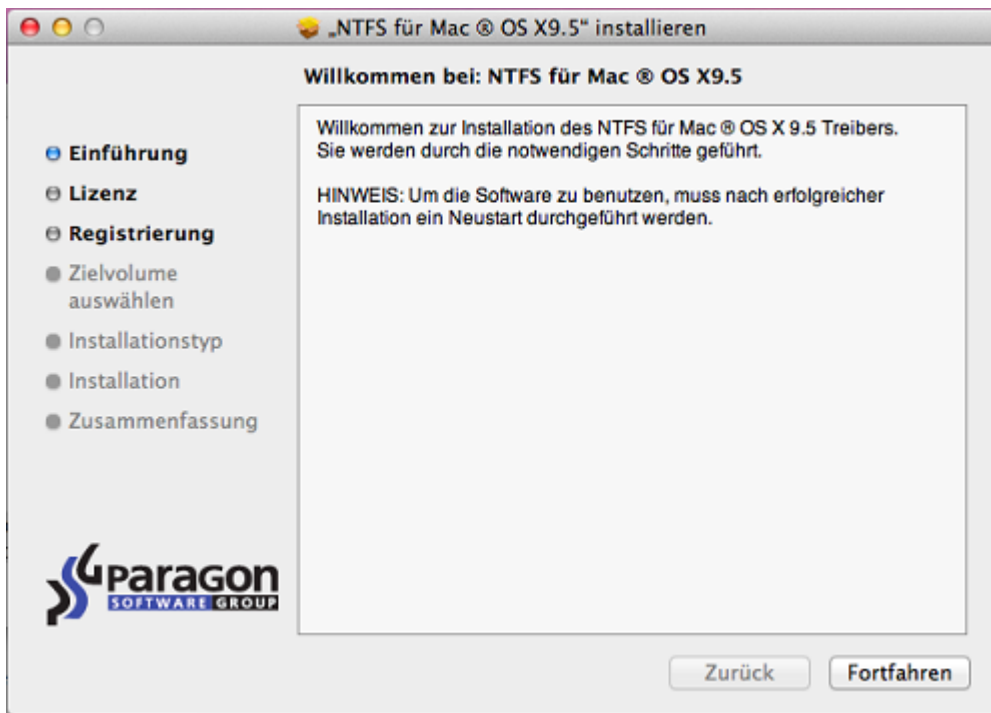 „NTFS für Mac ® OS X9.5“ installieren
Willkommen bei: NTFS für Mac ® OS X9.5
Einführung
Lizenz
Registrierung
Zielvolume
auswählen
Installationstyp
Installation
Zusammenfassung
Willkommen zur Installation des NTFS für Mac ® OS X 9.5 Treibers.
Sie werden durch die notwendigen Schritte geführt.
HINWEIS: Um die Software zu benutzen, muss nach erfolgreicher
Installation ein Neustart durchgeführt werden.
Paragon
SOFTWARE GROUP
Zurück
Fortfahren